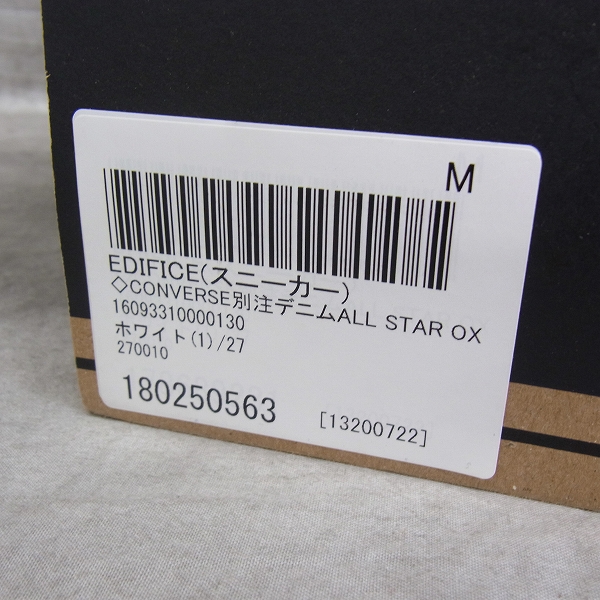 M
EDIFICE(スニーカー)
◇CONVERSE別注デニムALL STAR OX
16093310000130
ホワイト(1)/27
270010
180250563 [13200722]